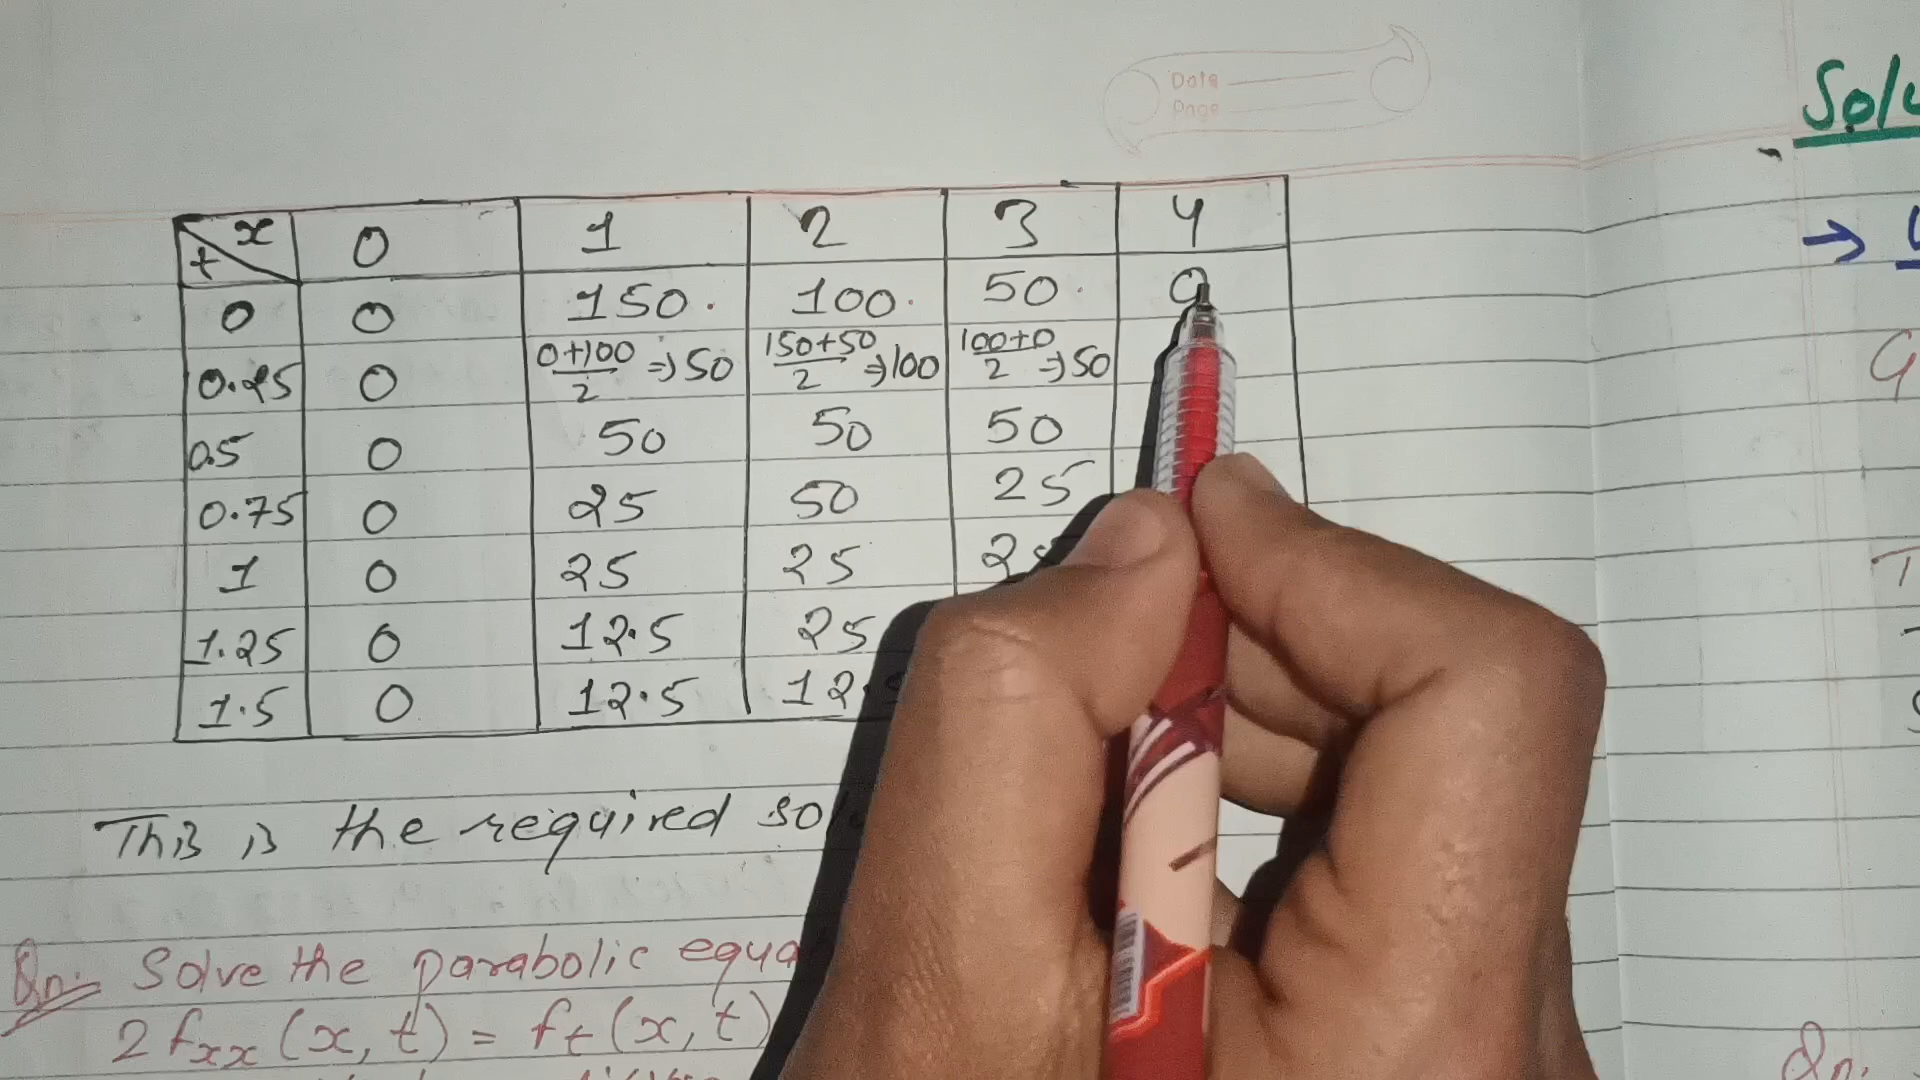 Date
Page
Solu
x 0 1 2 3 4
t
0 0 150. 100. 50. 0
0.25 0 0+100/2 ⇒ 50 150+50/2 ⇒ 100 100+0/2 ⇒ 50
0.5 0 50 50 50
0.75 0 25 50 25
1 0 25 25
1.25 0 12.5 25
1.5 0 12.5
This is the required
Qn:- Solve the parabolic
2 fxx (x, t) = ft (x, t)
Qn.